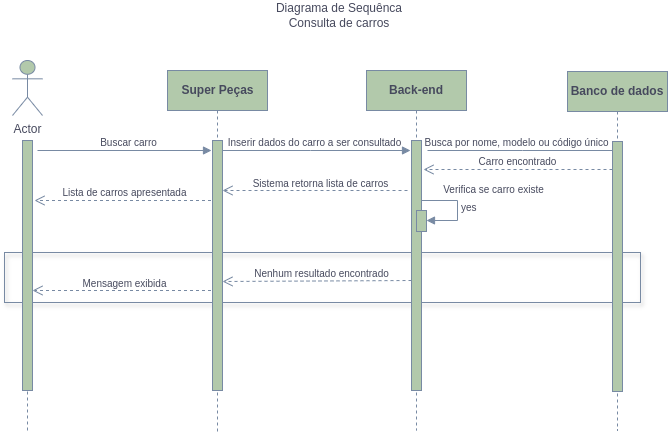 Diagrama de Sequênca
Consulta de carros
Super Peças
Back-end
Banco de dados
Actor
Buscar carro
Inserir dados do carro a ser consultado
Busca por nome, modelo ou código único
Carro encontrado
Sistema retorna lista de carros
Verifica se carro existe
Lista de carros apresentada
yes
Nenhum resultado encontrado
Mensagem exibida